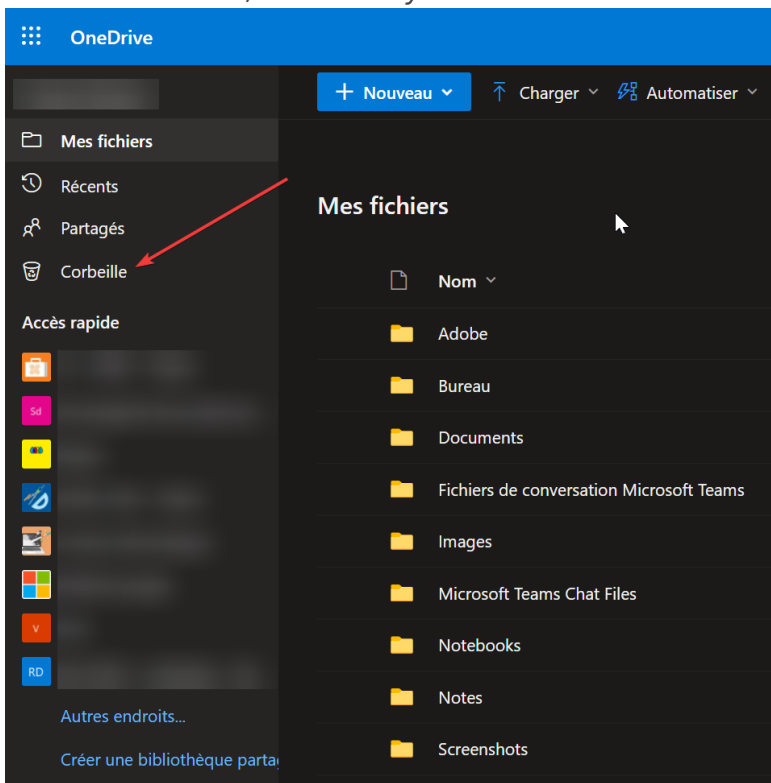 OneDrive
Nouveau
Charger
Automatiser
Mes fichiers
Récents
Partagés
Corbeille
Accès rapide
Sd
V
RD
Autres endroits...
Créer une bibliothèque
Mes fichiers
Nom
Adobe
Bureau
Documents
Fichiers de conversation Microsoft Teams
Images
Microsoft Teams Chat Files
Notebooks
Notes
Screenshots